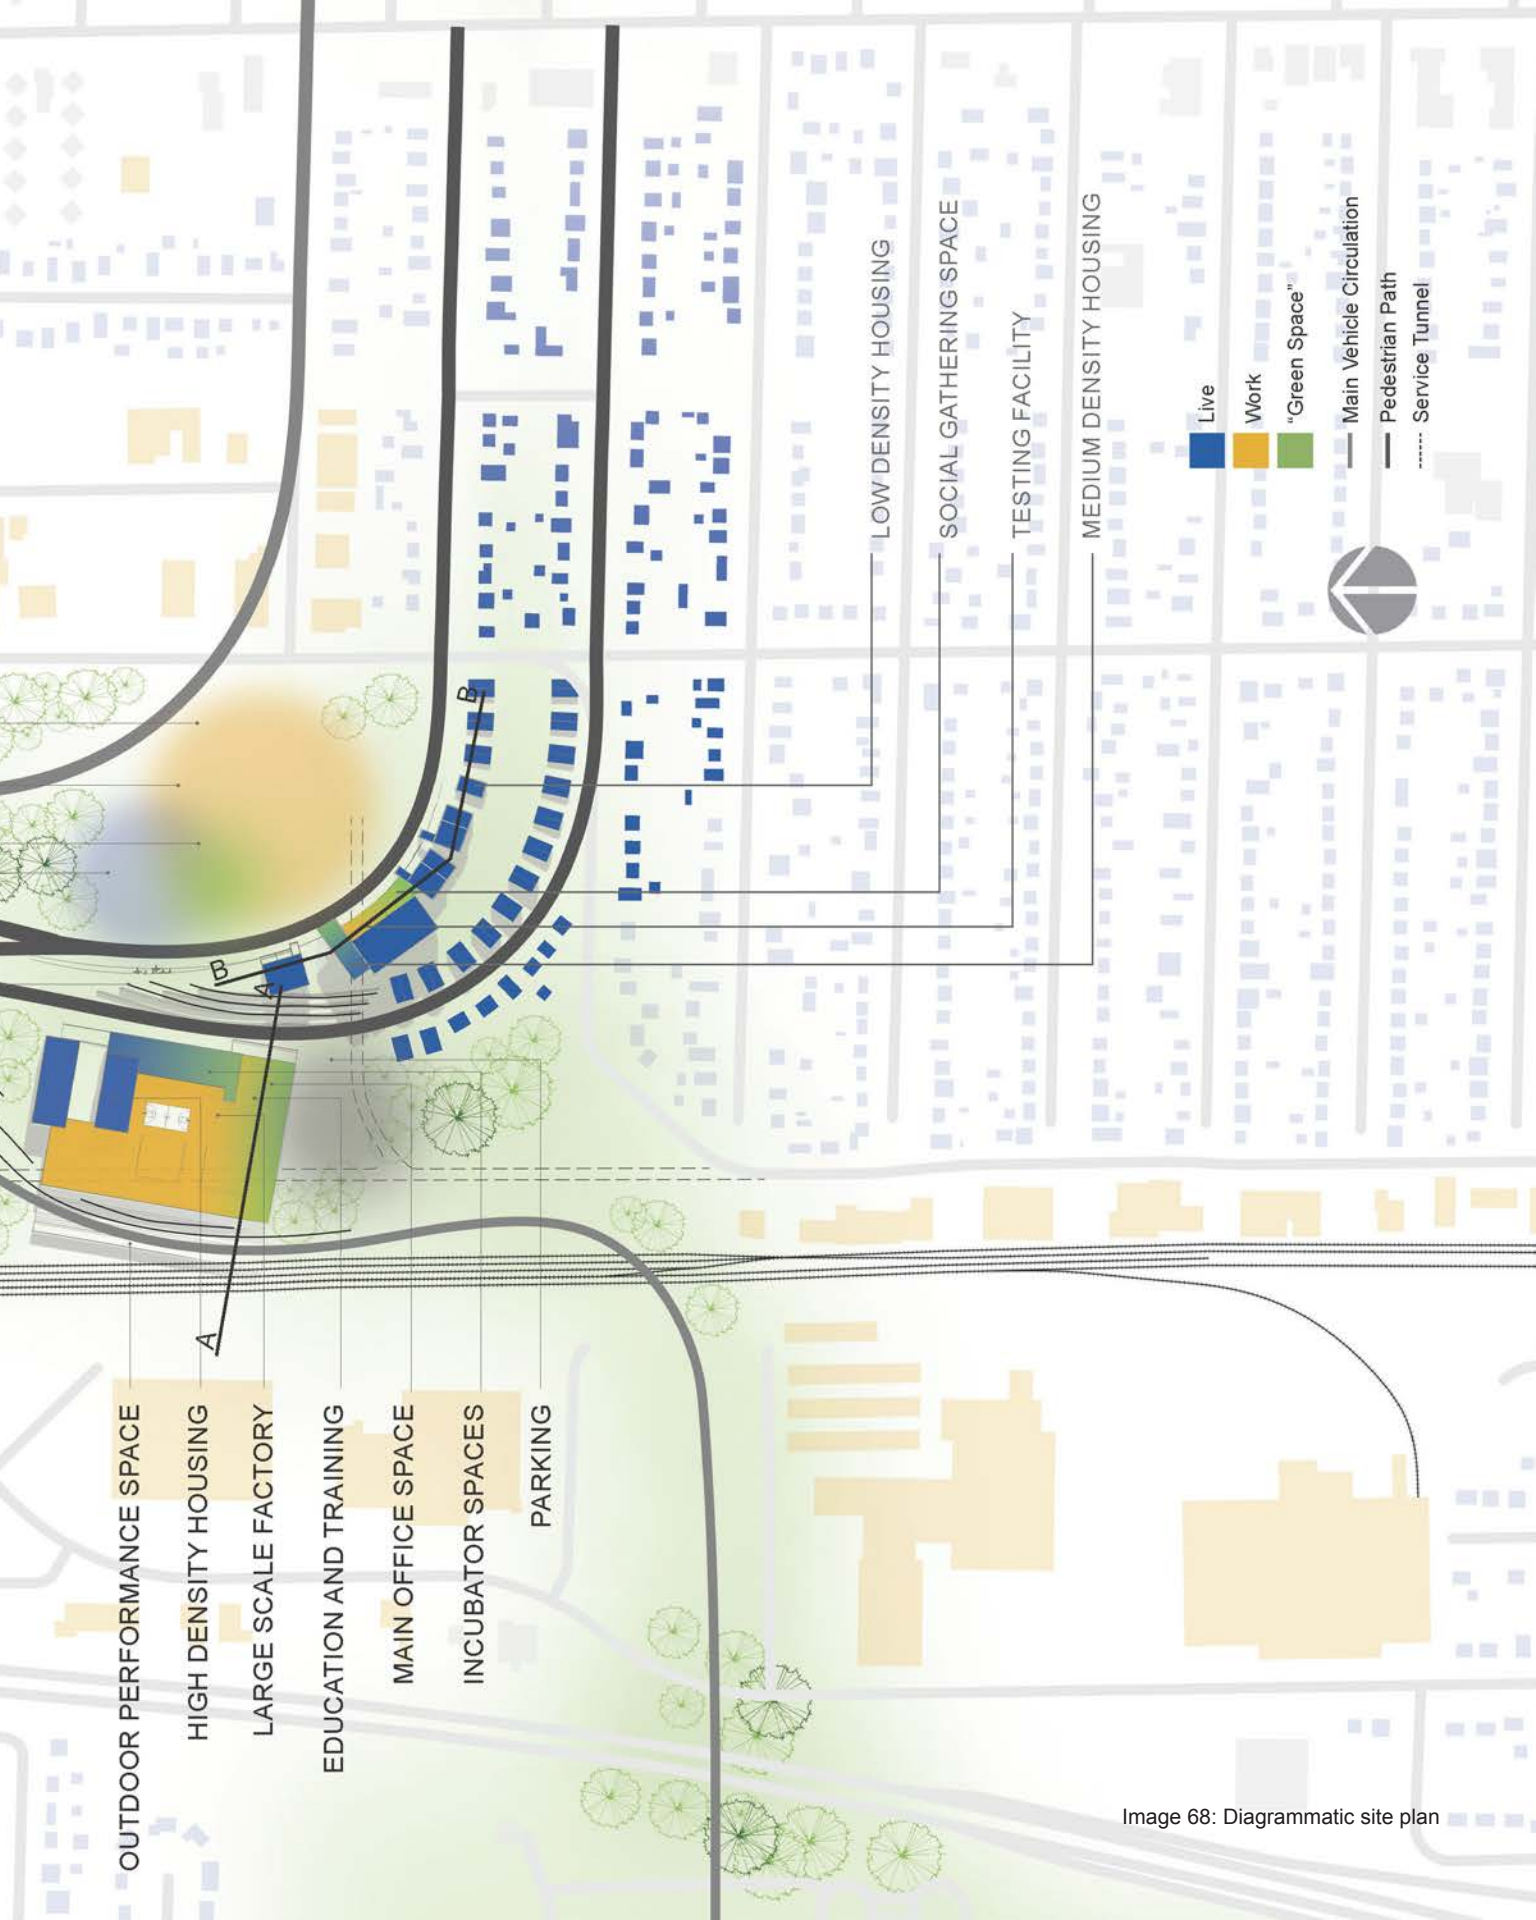 OUTDOOR PERFORMANCE SPACE
HIGH DENSITY HOUSING
LARGE SCALE FACTORY
EDUCATION AND TRAINING
MAIN OFFICE SPACE
INCUBATOR SPACES
PARKING
A
A
B
B
LOW DENSITY HOUSING
SOCIAL GATHERING SPACE
TESTING FACILITY
MEDIUM DENSITY HOUSING
Live
Work
“Green Space”
Main Vehicle Circulation
Pedestrian Path
Service Tunnel
Image 68: Diagrammatic site plan